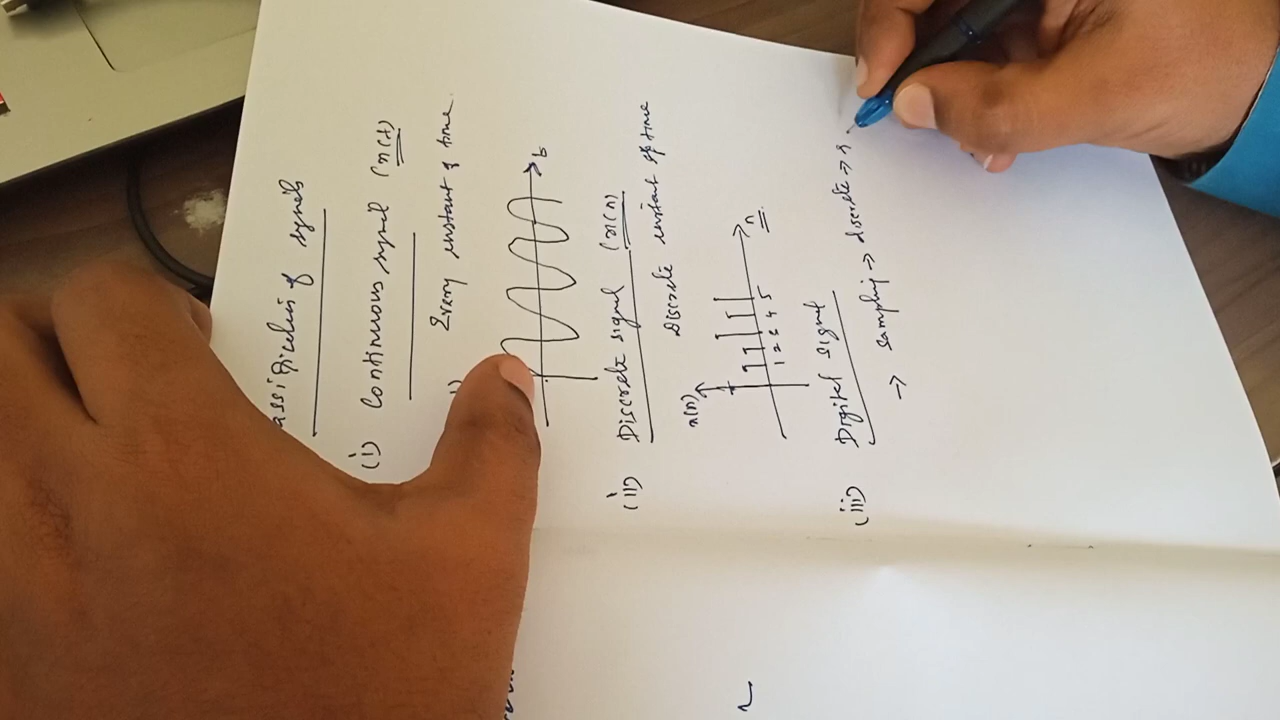 assification of signals
(i) Continuous signal (x(t))
Every instant of time
t
(ii) Discrete signal (x(n))
Discrete instant of time
x(n)
1 2 3 4 5
n
(iii) Digital signal
→ Sampling → discrete →